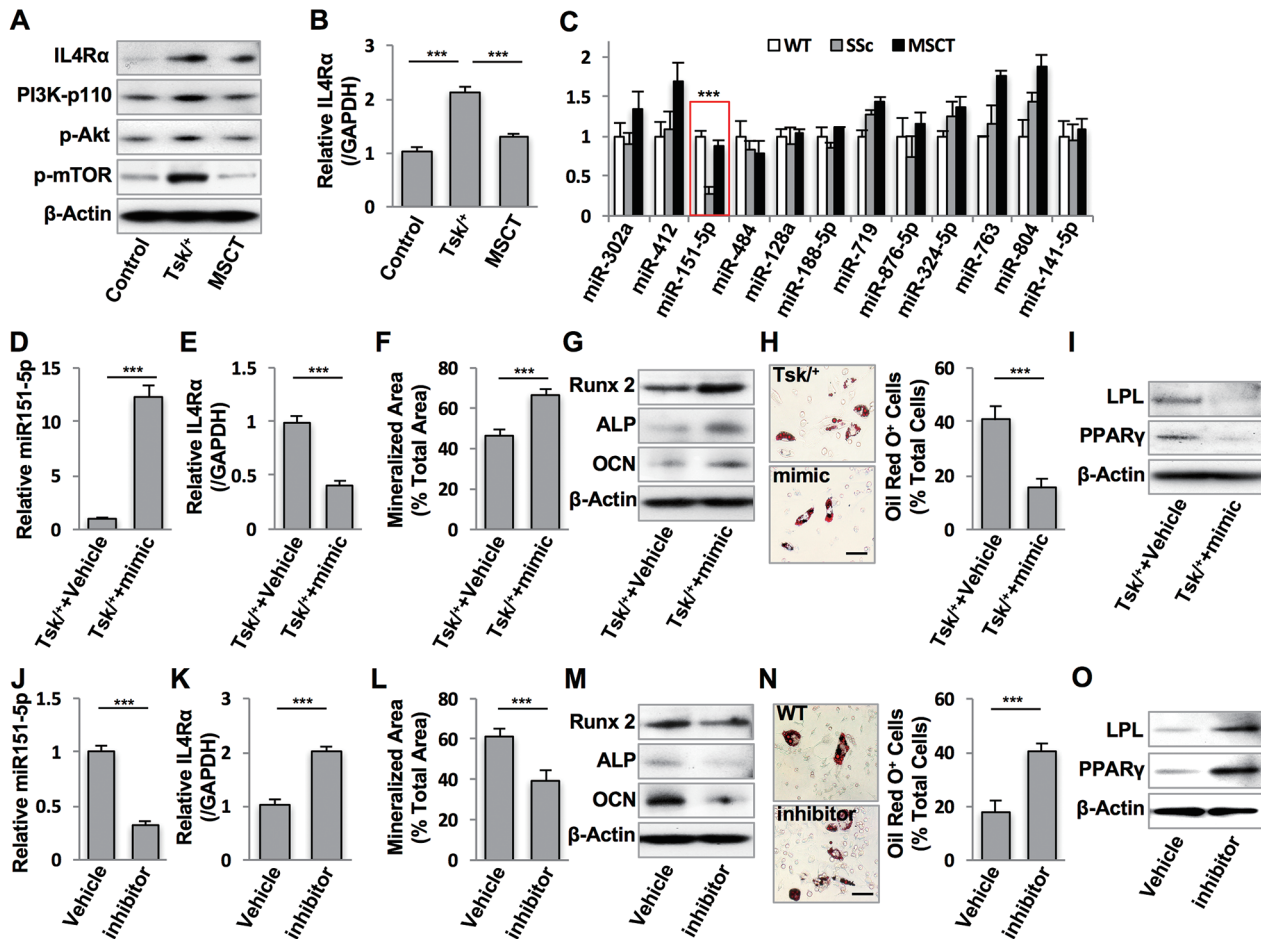 A
IL4Rα
PI3K-p110
p-Akt
p-mTOR
β-Actin
Control
Tsk/⁺
MSCT
B
Relative IL4Rα
(/GAPDH)
3
2
1
0
***
***
Control
Tsk/⁺
MSCT
C
WT
SSc
MSCT
2
1.5
1
0.5
0
***
miR-302a
miR-412
miR-151-5p
miR-484
miR-128a
miR-188-5p
miR-719
miR-876-5p
miR-324-5p
miR-763
miR-804
miR-141-5p
D
Relative miR151-5p
15
12
9
6
3
0
***
Tsk/⁺+Vehicle
Tsk/⁺+mimic
E
Relative IL4Rα
(/GAPDH)
1.5
1
0.5
0
***
Tsk/⁺+Vehicle
Tsk/⁺+mimic
F
Mineralized Area
(% Total Area)
80
60
40
20
0
***
Tsk/⁺+Vehicle
Tsk/⁺+mimic
G
Runx 2
ALP
OCN
β-Actin
Tsk/⁺+Vehicle
Tsk/⁺+mimic
H
Tsk/⁺
mimic
Oil Red O⁺ Cells
(% Total Cells)
60
40
20
0
***
Tsk/⁺+Vehicle
Tsk/⁺+mimic
I
LPL
PPARγ
β-Actin
Tsk/⁺+Vehicle
Tsk/⁺+mimic
J
Relative miR151-5p
1.5
1
0.5
0
***
Vehicle
inhibitor
K
Relative IL4Rα
(/GAPDH)
3
2
1
0
***
Vehicle
inhibitor
L
Mineralized Area
(% Total Area)
80
60
40
20
0
***
Vehicle
inhibitor
M
Runx 2
ALP
OCN
β-Actin
Vehicle
inhibitor
N
WT
inhibitor
Oil Red O⁺ Cells
(% Total Cells)
60
40
20
0
***
Vehicle
inhibitor
O
LPL
PPARγ
β-Actin
Vehicle
inhibitor